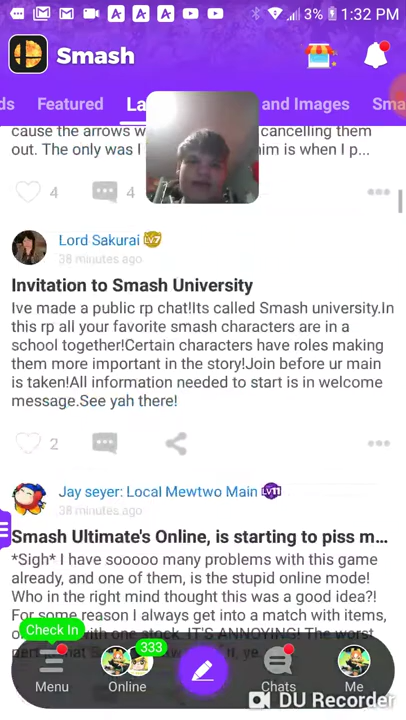 3% 1:32 PM
Smash
ds Featured La and Images Sma
cause the arrows w cancelling them
out. The only was I him is when I p...
4 4
Lord Sakurai LV7
38 minutes ago
Invitation to Smash University
Ive made a public rp chat!Its called Smash university.In
this rp all your favorite smash characters are in a
school together!Certain characters have roles making
them more important in the story!Join before ur main
is taken!All information needed to start is in welcome
message.See yah there!
2
Jay seyer: Local Mewtwo Main LV11
38 minutes ago
Smash Ultimate's Online, is starting to piss m...
*Sigh* I have sooooo many problems with this game
already, and one of them, is the stupid online mode!
Who in the right mind thought this was a good idea?!
For some reason I always get into a match with items,
with one stock. IT'S ANNOYING! The worst
Check In
333
Menu Online Chats Me
DU Recorder